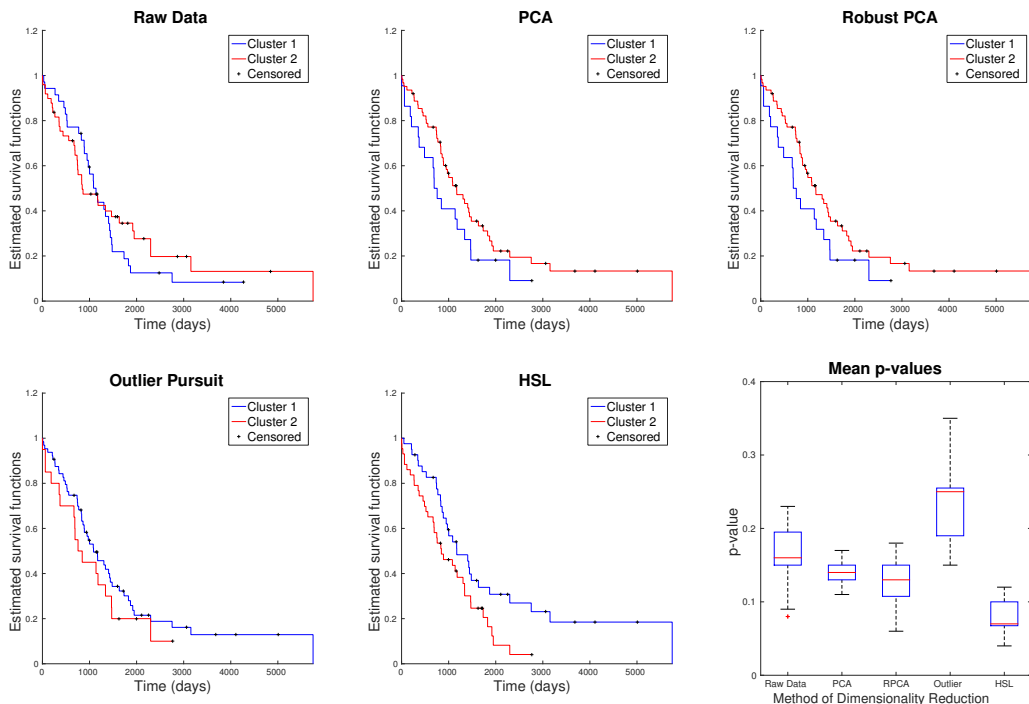 Raw Data
Estimated survival functions
1.2
1
0.8
0.6
0.4
0.2
0
0
1000
2000
3000
4000
5000
Time (days)
Cluster 1
Cluster 2
Censored
PCA
Estimated survival functions
1.2
1
0.8
0.6
0.4
0.2
0
0
1000
2000
3000
4000
5000
Time (days)
Cluster 1
Cluster 2
Censored
Robust PCA
Estimated survival functions
1.2
1
0.8
0.6
0.4
0.2
0
0
1000
2000
3000
4000
5000
Time (days)
Cluster 1
Cluster 2
Censored
Outlier Pursuit
Estimated survival functions
1.2
1
0.8
0.6
0.4
0.2
0
0
1000
2000
3000
4000
5000
Time (days)
Cluster 1
Cluster 2
Censored
HSL
Estimated survival functions
1.2
1
0.8
0.6
0.4
0.2
0
0
1000
2000
3000
4000
5000
Time (days)
Cluster 1
Cluster 2
Censored
Mean p-values
p-value
0.4
0.3
0.2
0.1
0
Raw Data
PCA
RPCA
Outlier
HSL
Method of Dimensionality Reduction